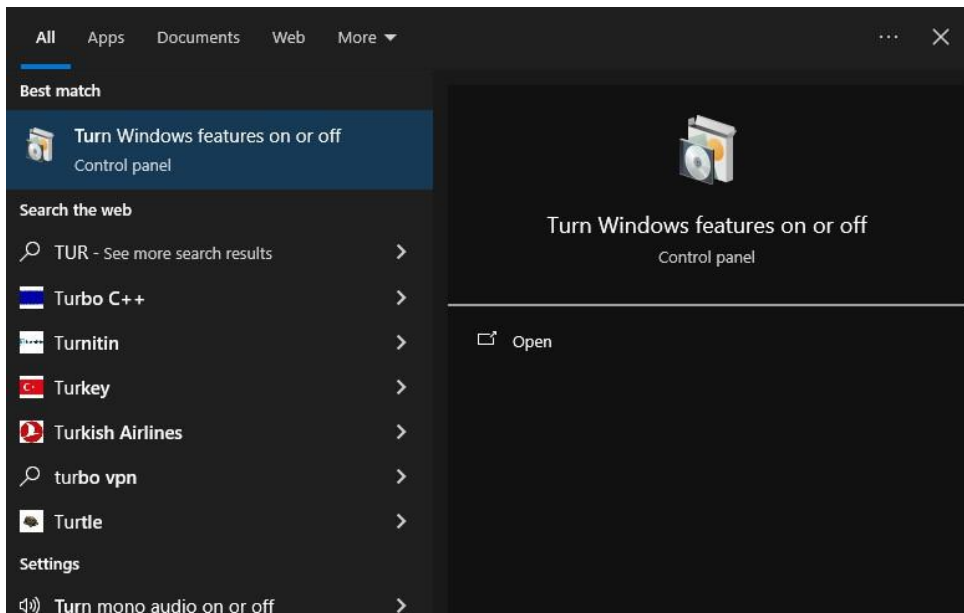 All Apps Documents Web More
Best match
Turn Windows features on or off
Control panel
Search the web
TUR - See more search results
Turbo C++
Turnitin
Turkey
Turkish Airlines
turbo vpn
Turtle
Settings
Turn mono audio on or off
Turn Windows features on or off
Control panel
Open